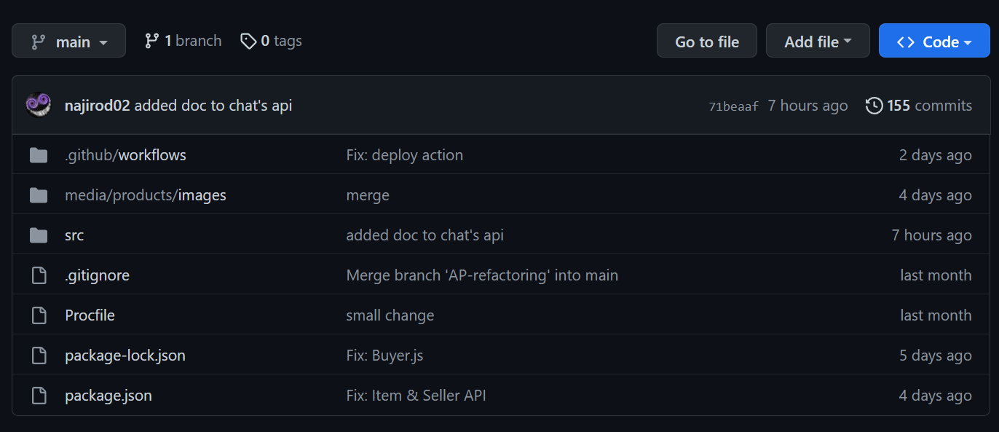 main 1 branch 0 tags Go to file Add file Code
najirod02 added doc to chat's api 71beaaf 7 hours ago 155 commits
.github/workflows Fix: deploy action 2 days ago
media/products/images merge 4 days ago
src added doc to chat's api 7 hours ago
.gitignore Merge branch 'AP-refactoring' into main last month
Procfile small change last month
package-lock.json Fix: Buyer.js 5 days ago
package.json Fix: Item & Seller API 4 days ago